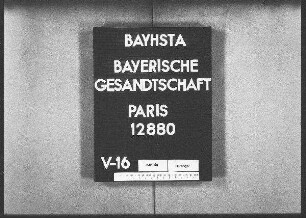 BAYHSTA
BAYERISCHE
GESANDTSCHAFT
PARIS
12880
V-16